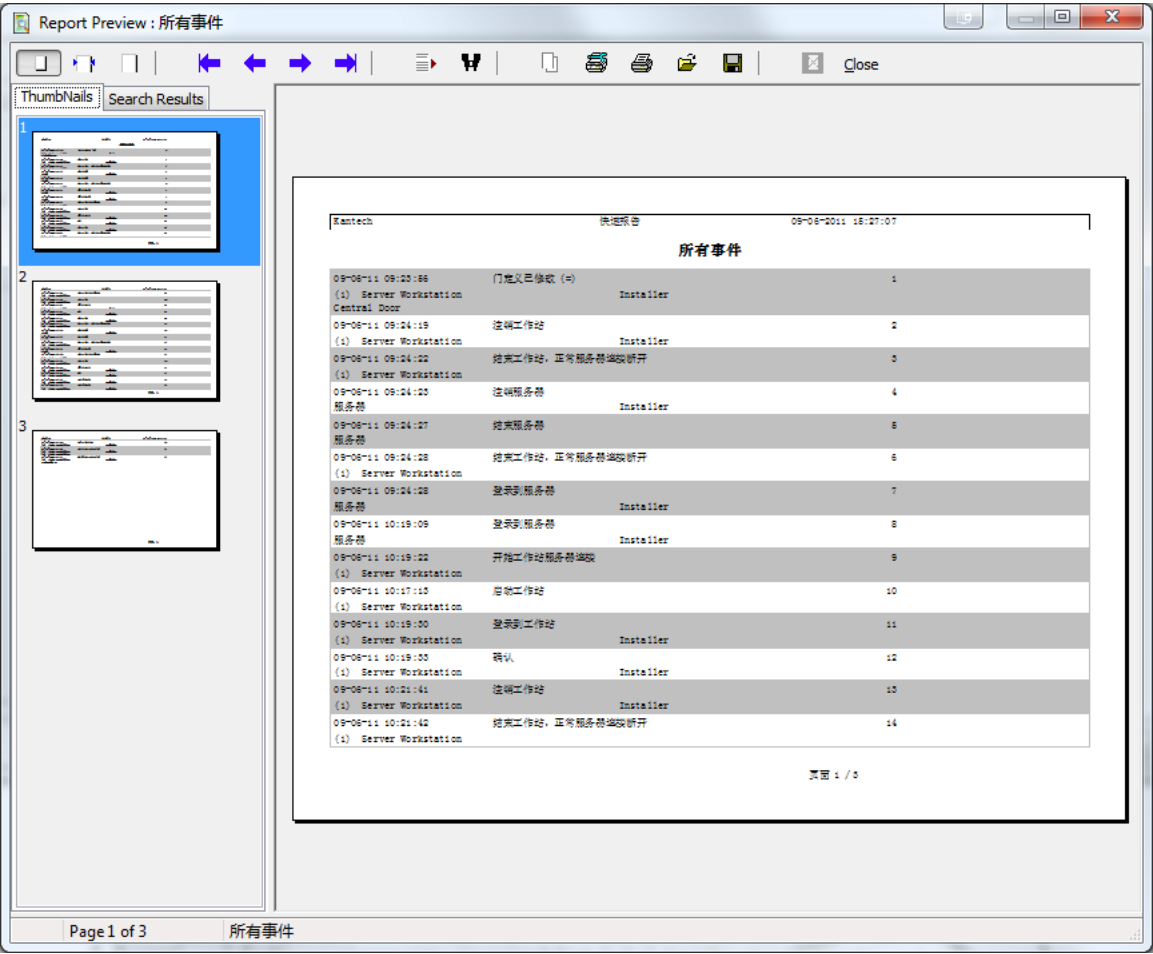 Report Preview : 所有事件
Close
ThumbNails Search Results
1
2
3
Kantech 快速报告 09-06-2011 15:27:07
所有事件
09-06-11 09:23:56 门定义已修改 (=) 1
(1) Server Workstation Installer
Central Door
09-06-11 09:24:19 注销工作站 2
(1) Server Workstation Installer
09-06-11 09:24:22 结束工作站，正常服务器连接断开 3
(1) Server Workstation
09-06-11 09:24:23 注销服务器 4
服务器 Installer
09-06-11 09:24:27 结束服务器 5
服务器
09-06-11 09:24:28 结束工作站，正常服务器连接断开 6
(1) Server Workstation
09-06-11 09:24:28 登录到服务器 7
服务器 Installer
09-06-11 10:19:09 登录到服务器 8
服务器 Installer
09-06-11 10:19:22 开始工作站服务器连接 9
(1) Server Workstation
09-06-11 10:17:13 启动工作站 10
(1) Server Workstation
09-06-11 10:19:30 登录到工作站 11
(1) Server Workstation Installer
09-06-11 10:19:33 确认 12
(1) Server Workstation Installer
09-06-11 10:21:41 注销工作站 13
(1) Server Workstation Installer
09-06-11 10:21:42 结束工作站，正常服务器连接断开 14
(1) Server Workstation
页面 1 / 3
Page 1 of 3 所有事件